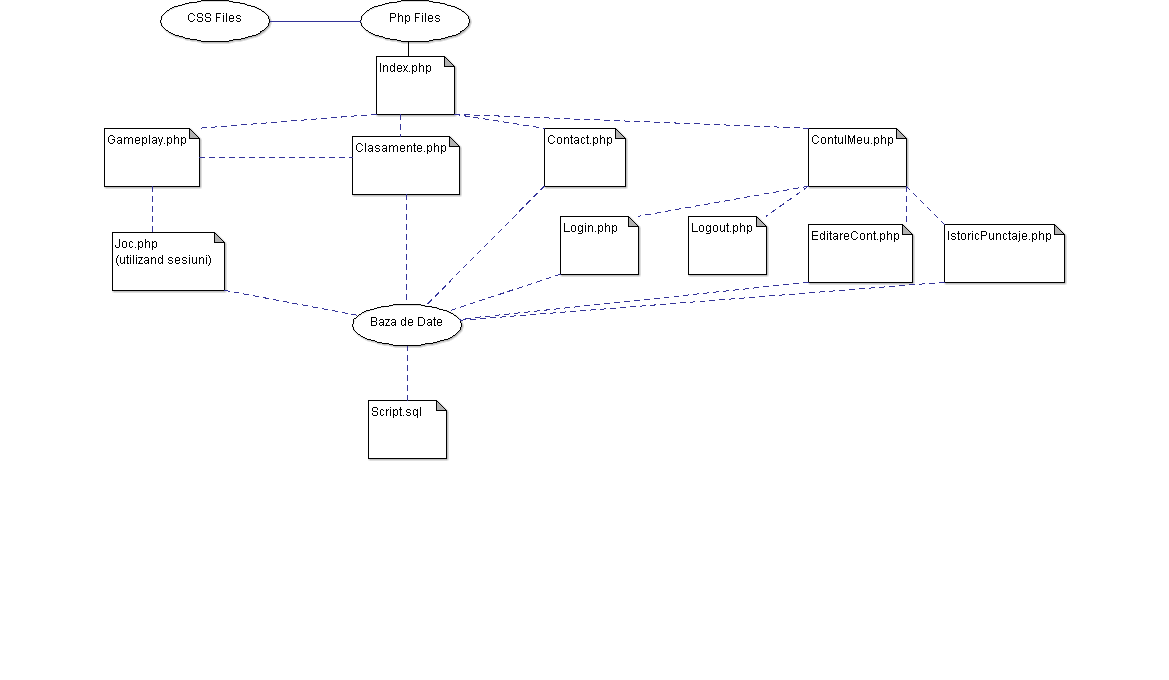 CSS Files
Php Files
Index.php
Gameplay.php
Clasamente.php
Contact.php
ContulMeu.php
Joc.php
(utilizand sesiuni)
Login.php
Logout.php
EditareCont.php
IstoricPunctaje.php
Baza de Date
Script.sql